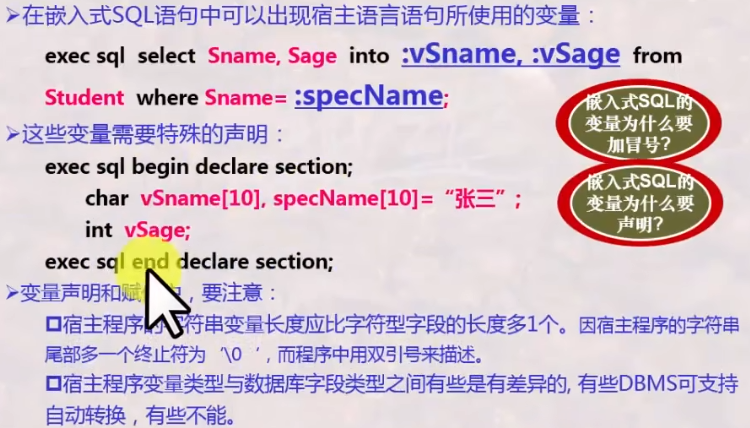 ➢在嵌入式SQL语句中可以出现宿主语言语句所使用的变量：
exec sql select Sname, Sage into :vSname, :vSage from
Student where Sname= :specName;
嵌入式SQL的
变量为什么要
加冒号?
➢这些变量需要特殊的声明：
exec sql begin declare section;
char vSname[10], specName[10]=“张三”;
int vSage;
嵌入式SQL的
变量为什么要
声明?
exec sql end declare section;
➢变量声明和赋中，要注意：
宿主程序的字符串变量长度应比字符型字段的长度多1个。因宿主程序的字符串
尾部多一个终止符为‘\0‘，而程序中用双引号来描述。
宿主程序变量类型与数据库字段类型之间有些是有差异的, 有些DBMS可支持
自动转换，有些不能。